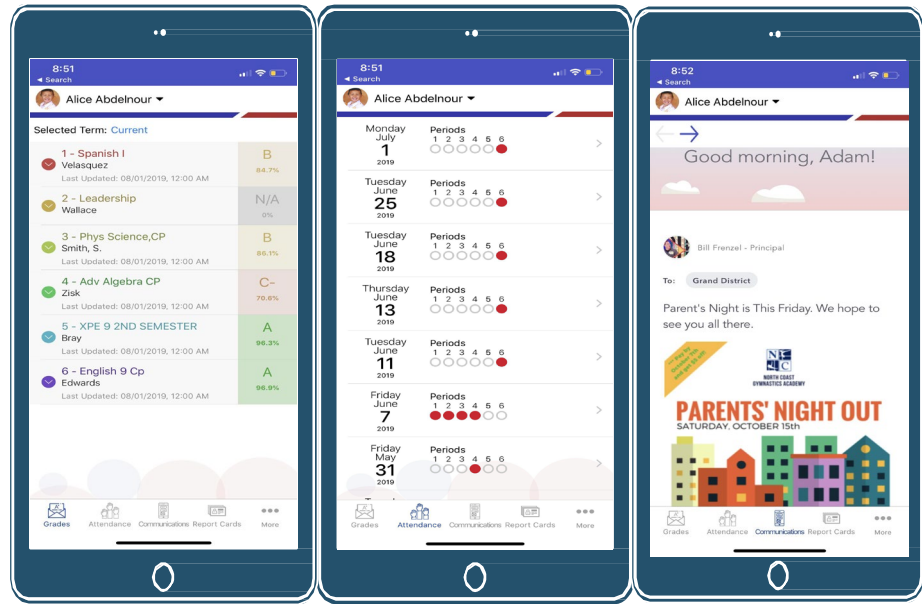 8:51
◄ Search
Alice Abdelnour
Selected Term: Current
1 - Spanish I
Velasquez
Last Updated: 08/01/2019, 12:00 AM
B
84.7%
2 - Leadership
Wallace
N/A
0%
3 - Phys Science,CP
Smith, S.
Last Updated: 08/01/2019, 12:00 AM
B
86.1%
4 - Adv Algebra CP
Zisk
Last Updated: 08/01/2019, 12:00 AM
C-
70.6%
5 - XPE 9 2ND SEMESTER
Bray
Last Updated: 08/01/2019, 12:00 AM
A
96.3%
6 - English 9 Cp
Edwards
Last Updated: 08/01/2019, 12:00 AM
A
96.9%
Grades Attendance Communications Report Cards More
8:51
◄ Search
Alice Abdelnour
Monday
July
1
2019
Periods
1 2 3 4 5 6
Tuesday
June
25
2019
Periods
1 2 3 4 5 6
Tuesday
June
18
2019
Periods
1 2 3 4 5 6
Thursday
June
13
2019
Periods
1 2 3 4 5 6
Tuesday
June
11
2019
Periods
1 2 3 4 5 6
Friday
June
7
2019
Periods
1 2 3 4 5 6
Friday
May
31
2019
Periods
1 2 3 4 5 6
Grades Attendance Communications Report Cards More
8:52
◄ Search
Alice Abdelnour
Good morning, Adam!
Bill Frenzel - Principal
To: Grand District
Parent's Night is This Friday. We hope to
see you all there.
NORTH COAST
GYMNASTICS ACADEMY
PARENTS' NIGHT OUT
SATURDAY, OCTOBER 15th
Grades Attendance Communications Report Cards More